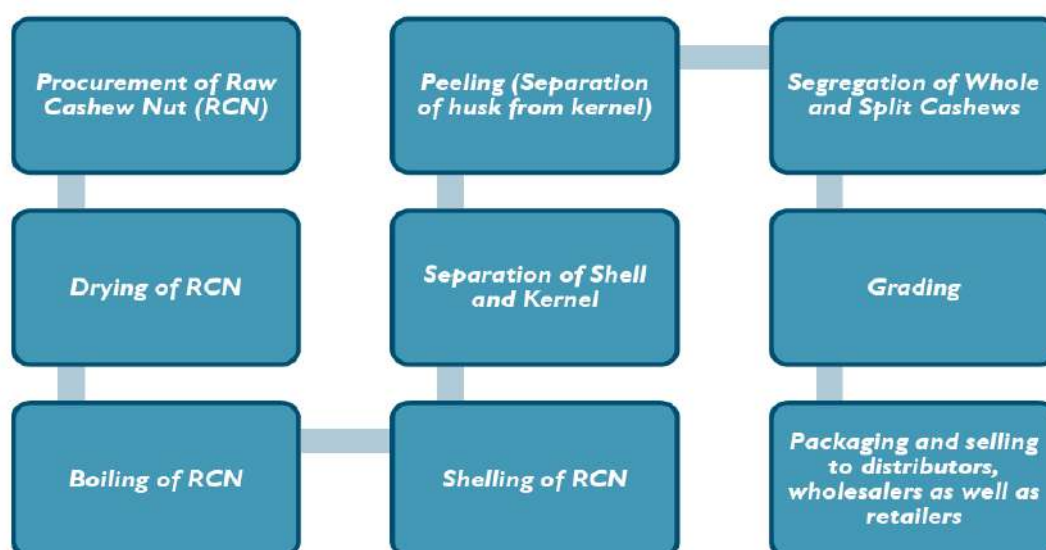 Procurement of Raw
Cashew Nut (RCN)
Drying of RCN
Boiling of RCN
Shelling of RCN
Separation of Shell
and Kernel
Peeling (Separation
of husk from kernel)
Segregation of Whole
and Split Cashews
Grading
Packaging and selling
to distributors,
wholesalers as well as
retailers